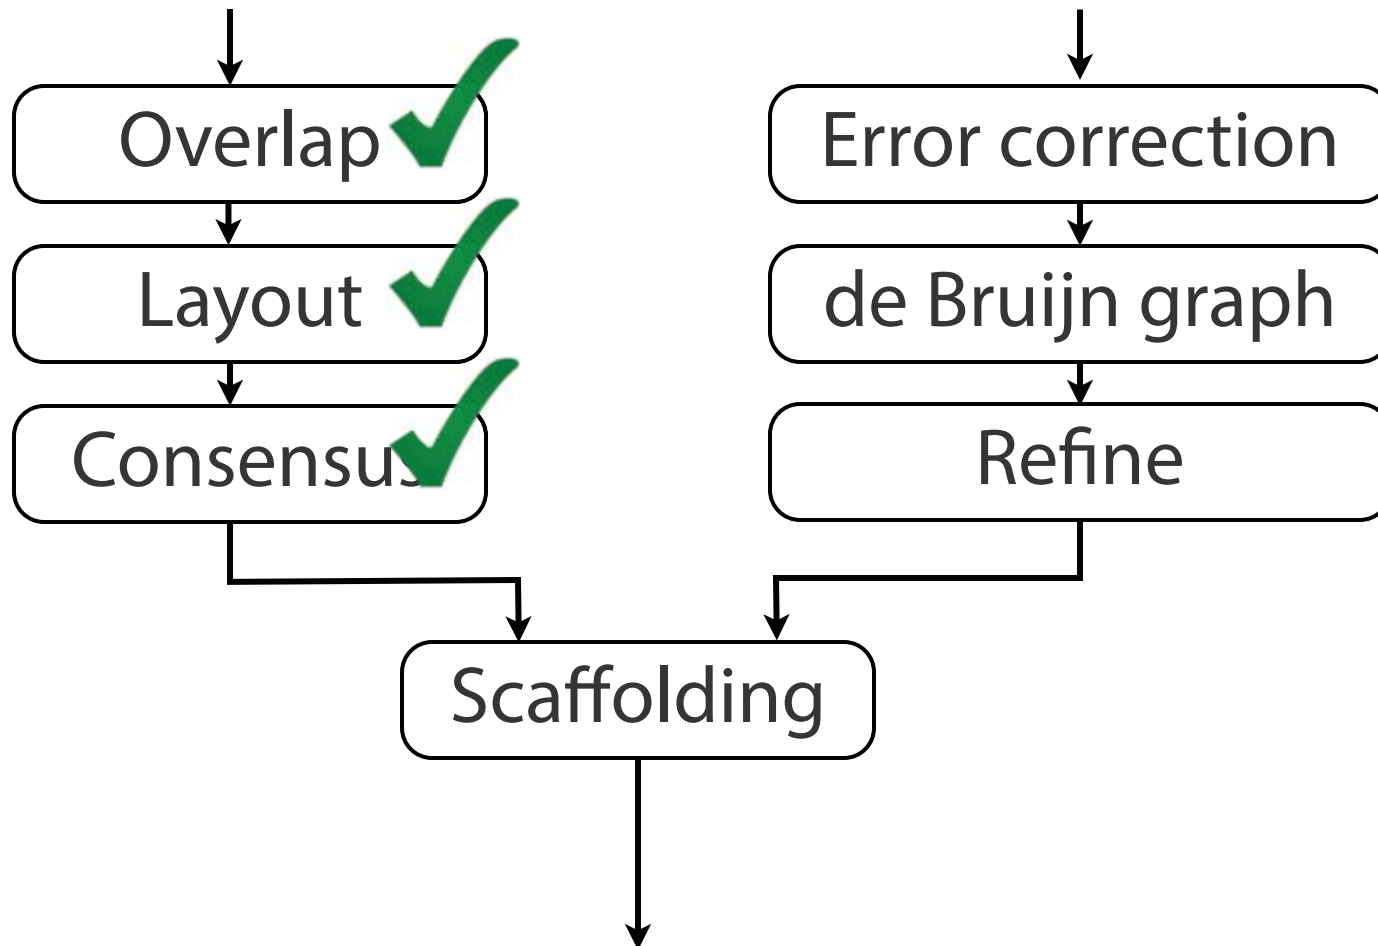 Overlap
Layout
Consensus
Error correction
de Bruijn graph
Refine
Scaffolding